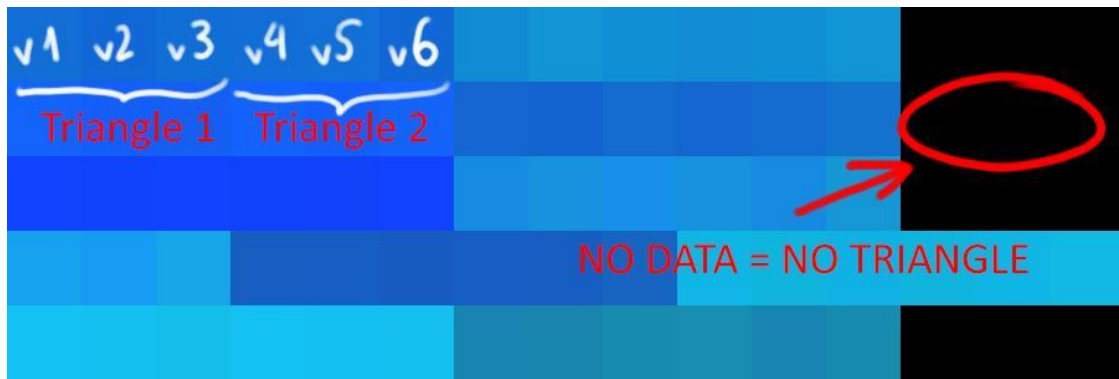 v1 v2 v3 v4 v5 v6
Triangle 1 Triangle 2
NO DATA = NO TRIANGLE